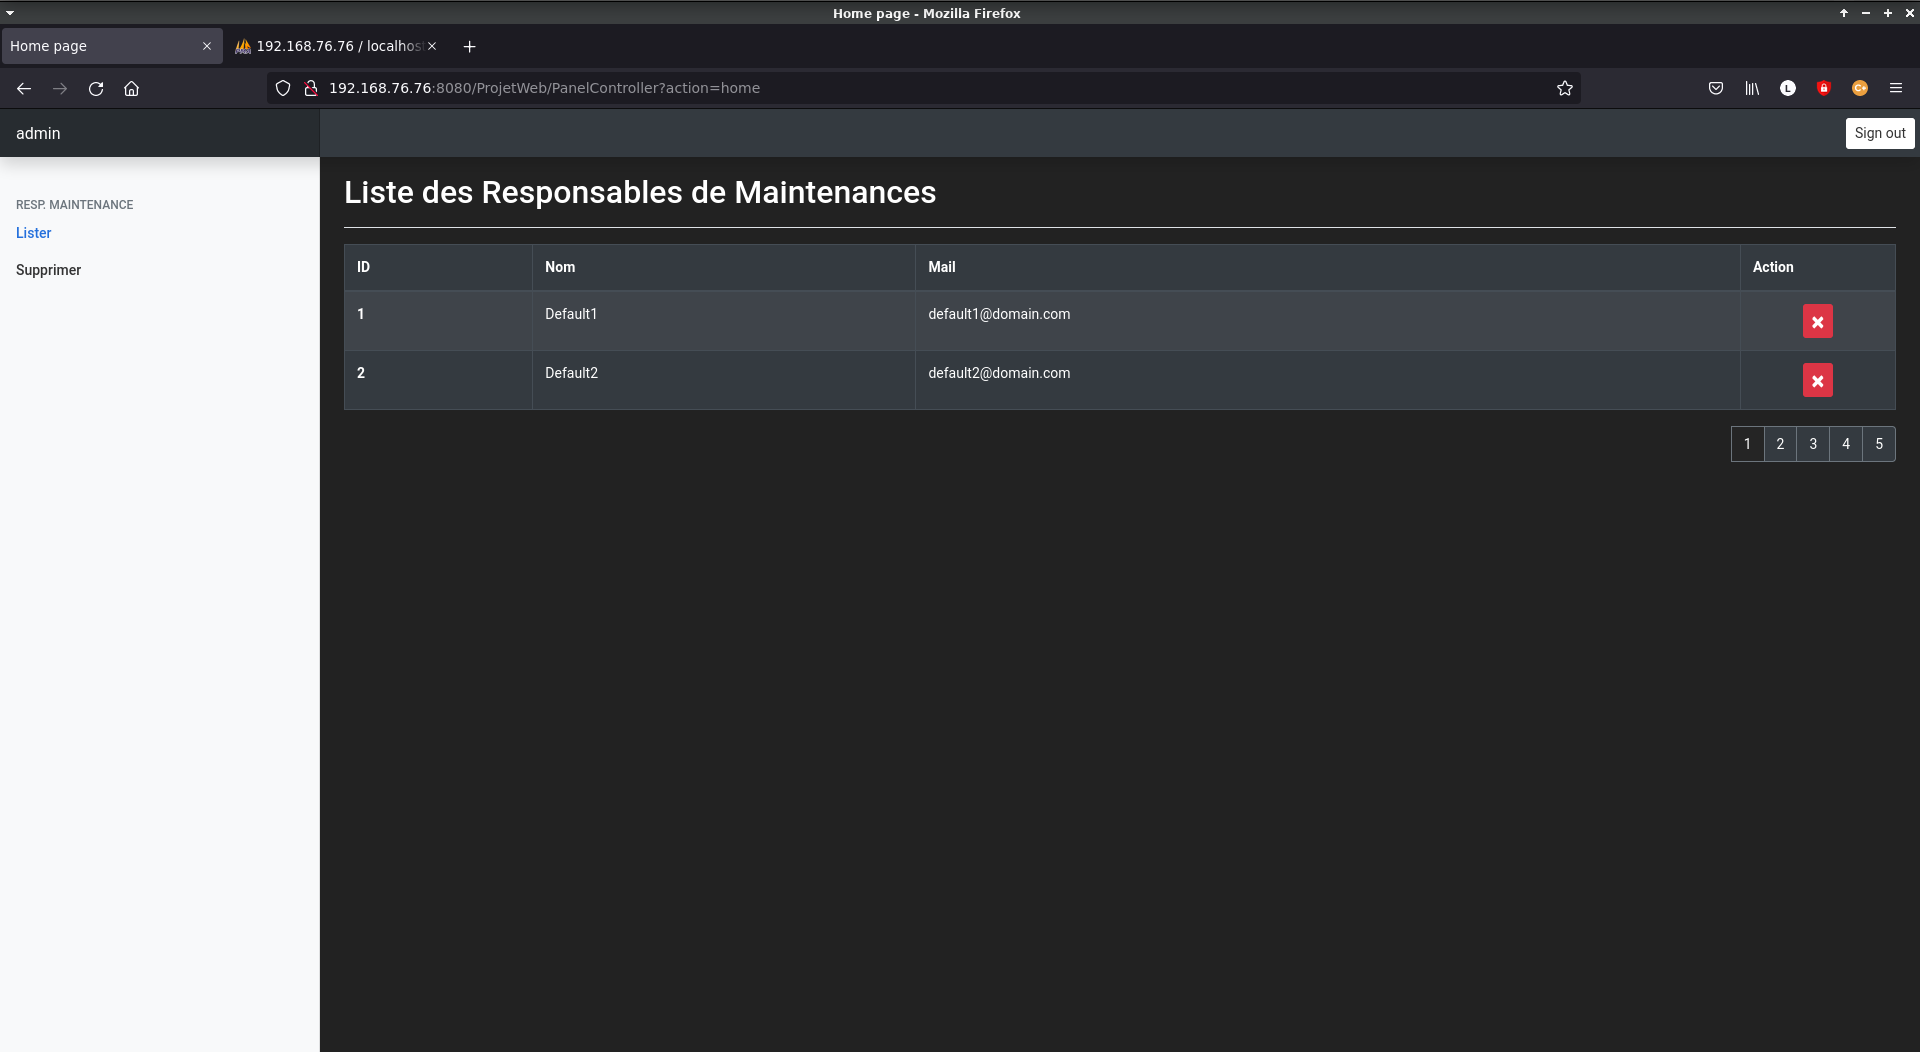 Home page - Mozilla Firefox
Home page
192.168.76.76 / localhos
192.168.76.76:8080/ProjetWeb/PanelController?action=home
L
C+
admin
Sign out
RESP. MAINTENANCE
Lister
Supprimer
Liste des Responsables de Maintenances
ID Nom Mail Action
1 Default1 default1@domain.com
2 Default2 default2@domain.com
1 2 3 4 5